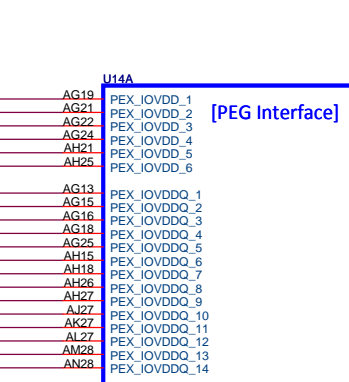 U14A
[PEG Interface]
AG19 PEX_IOVDD_1
AG21 PEX_IOVDD_2
AG22 PEX_IOVDD_3
AG24 PEX_IOVDD_4
AH21 PEX_IOVDD_5
AH25 PEX_IOVDD_6
AG13 PEX_IOVDDQ_1
AG15 PEX_IOVDDQ_2
AG16 PEX_IOVDDQ_3
AG18 PEX_IOVDDQ_4
AG25 PEX_IOVDDQ_5
AH15 PEX_IOVDDQ_6
AH18 PEX_IOVDDQ_7
AH26 PEX_IOVDDQ_8
AH27 PEX_IOVDDQ_9
AJ27 PEX_IOVDDQ_10
AK27 PEX_IOVDDQ_11
AL27 PEX_IOVDDQ_12
AM28 PEX_IOVDDQ_13
AN28 PEX_IOVDDQ_14